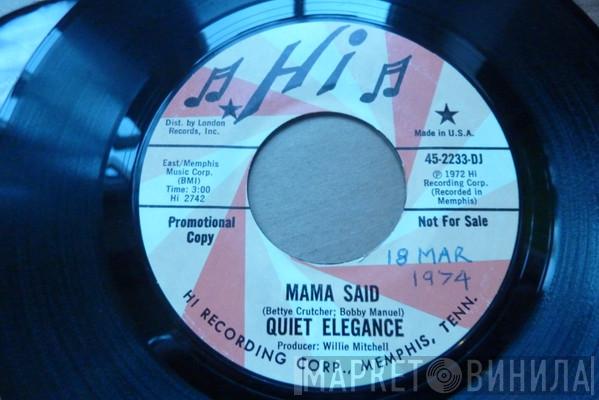 Hi
Dist. by London
Records, Inc.
Made in U.S.A.
East/Memphis
Music Corp.
(BMI)
Time: 3:00
Hi 2742
45-2233-DJ
℗ 1972 Hi
Recording Corp.
(Recorded in
Memphis)
Promotional
Copy
Not For Sale
18 MAR
1974
MAMA SAID
(Bettye Crutcher; Bobby Manuel)
QUIET ELEGANCE
Producer: Willie Mitchell
HI RECORDING CORP., MEMPHIS, TENN.
МАРКЕТ ВИНИЛА